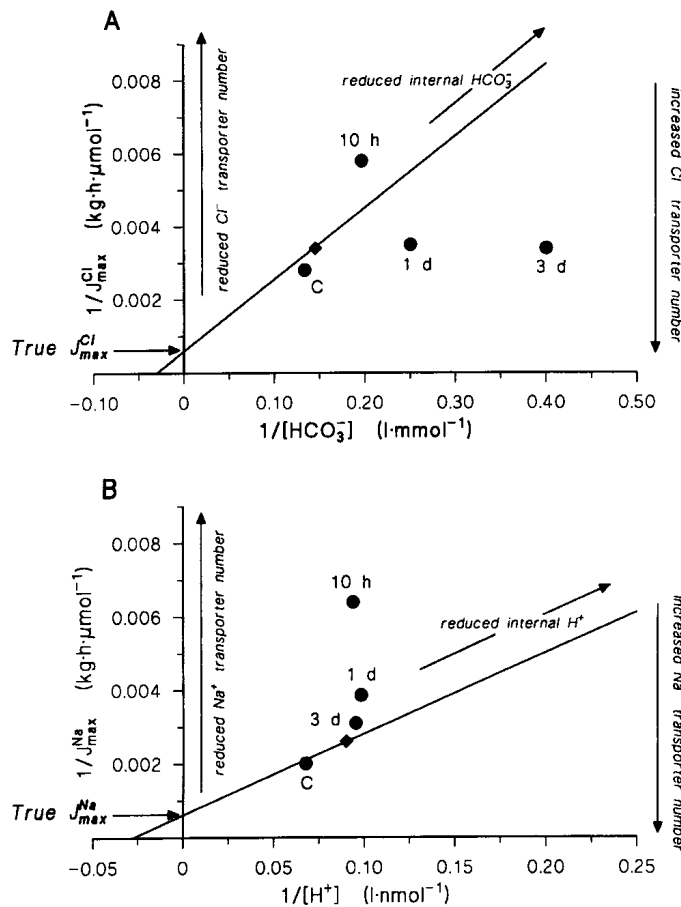 A
0.008
0.006
0.004
0.002
0
1/J^Cl_max (kg·h·µmol⁻¹)
reduced Cl⁻ transporter number
reduced internal HCO₃⁻
10 h
C
1 d
3 d
increased Cl transporter number
True J^Cl_max
−0.10
0
0.10
0.20
0.30
0.40
0.50
1/[HCO₃⁻] (l·mmol⁻¹)
B
0.008
0.006
0.004
0.002
0
1/J^Na_max (kg·h·µmol⁻¹)
reduced Na⁺ transporter number
10 h
reduced internal H⁺
1 d
3 d
C
increased Na transporter number
True J^Na_max
−0.05
0
0.05
0.10
0.15
0.20
0.25
1/[H⁺] (l·nmol⁻¹)